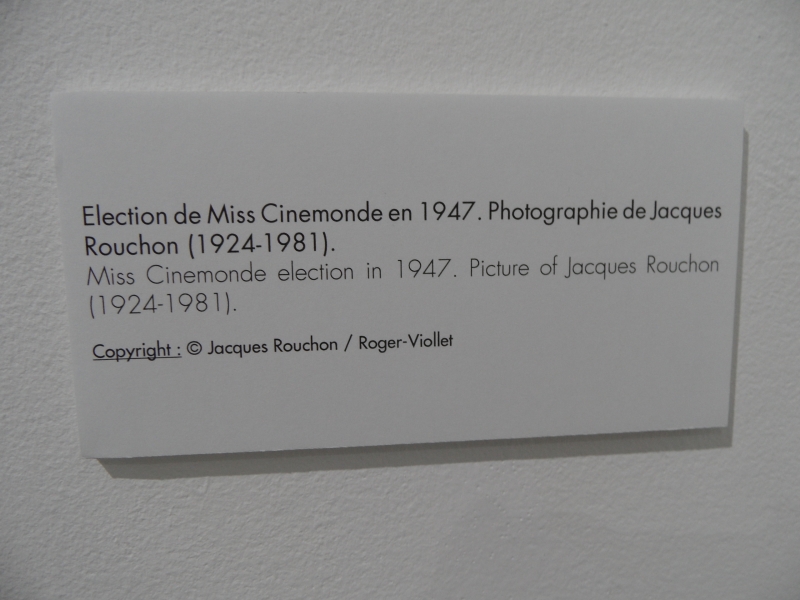 Election de Miss Cinemonde en 1947. Photographie de Jacques
Rouchon (1924-1981).
Miss Cinemonde election in 1947. Picture of Jacques Rouchon
(1924-1981).
Copyright : © Jacques Rouchon / Roger-Viollet